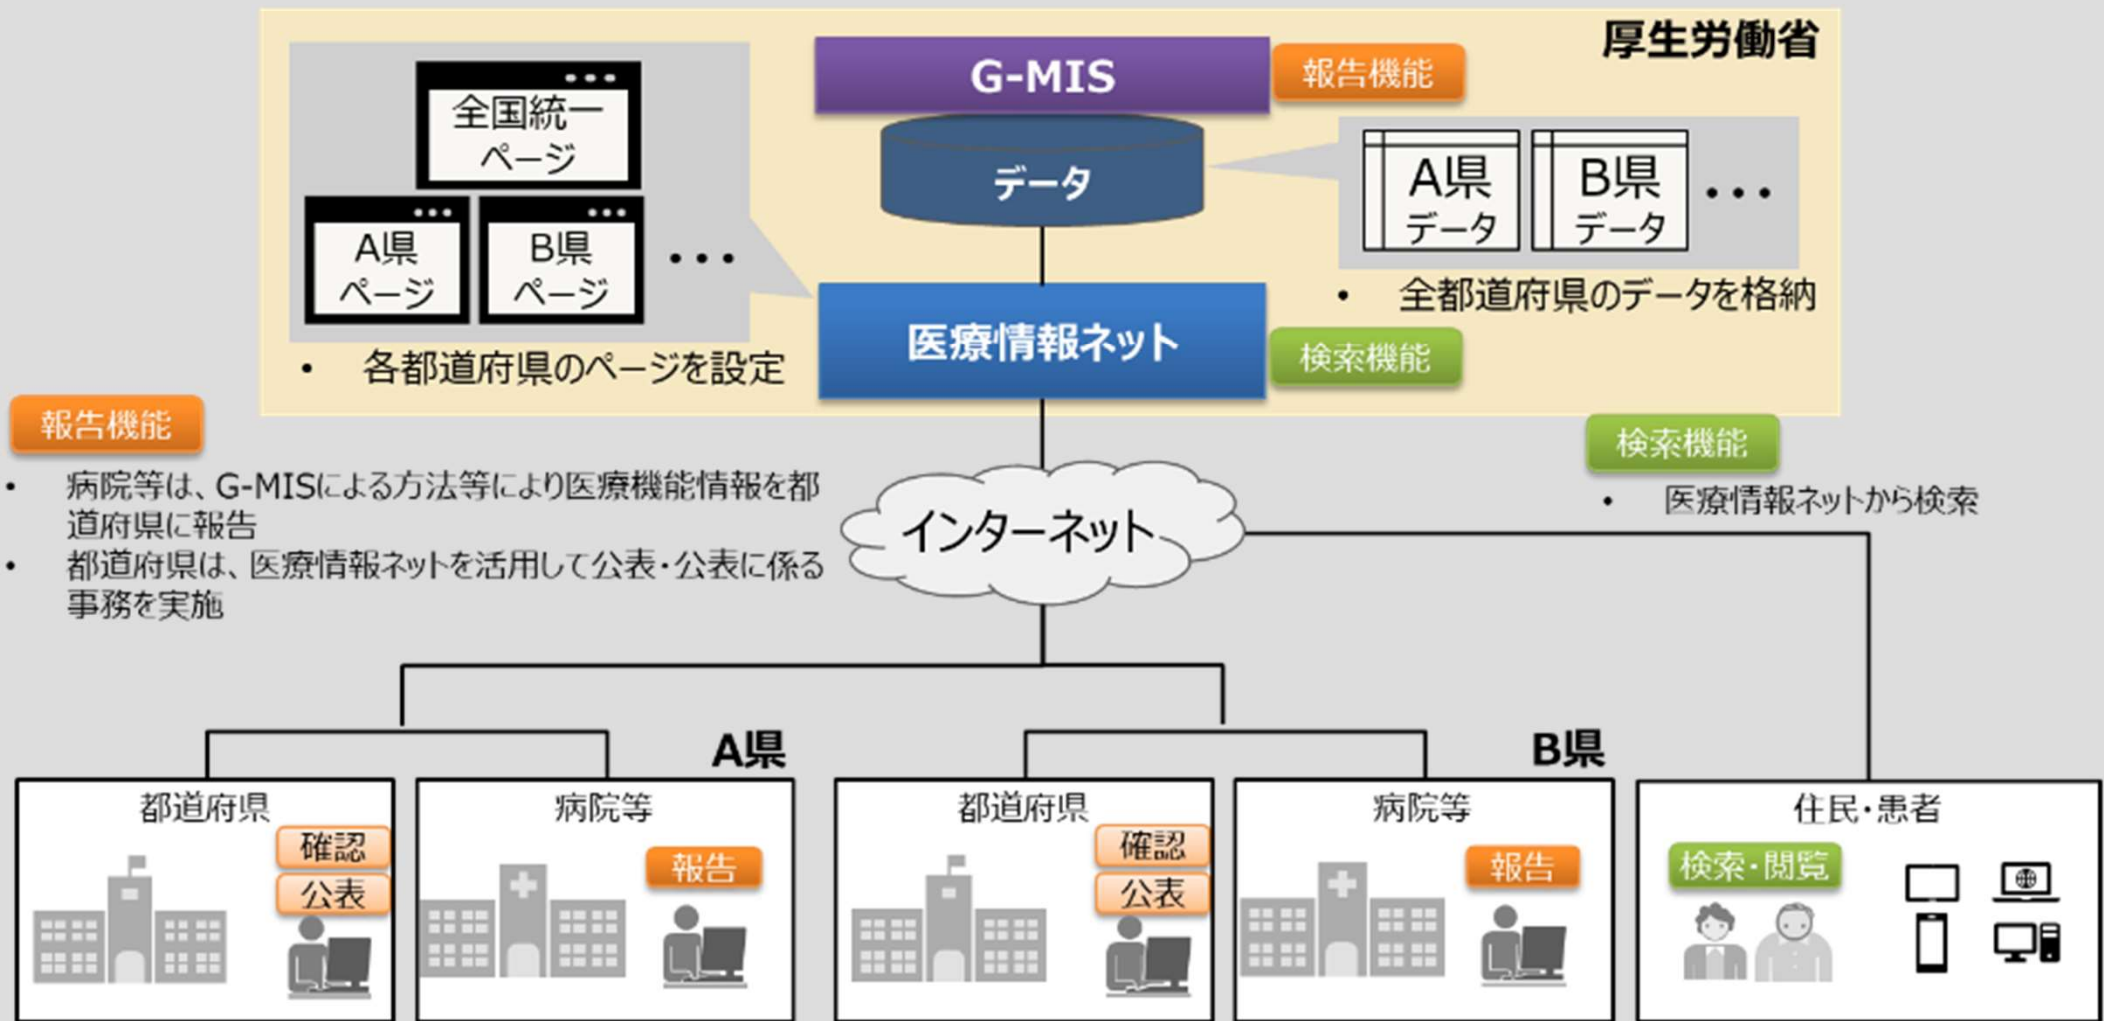 厚生労働省
G-MIS
報告機能
全国統一
ページ
A県
ページ
B県
ページ
・・・
データ
A県
データ
B県
データ
・・・
• 全都道府県のデータを格納
医療情報ネット
検索機能
• 各都道府県のページを設定
報告機能
• 病院等は、G-MISによる方法等により医療機能情報を都
道府県に報告
• 都道府県は、医療情報ネットを活用して公表・公表に係る
事務を実施
検索機能
• 医療情報ネットから検索
インターネット
A県
B県
都道府県
確認
公表
病院等
報告
都道府県
確認
公表
病院等
報告
住民・患者
検索・閲覧